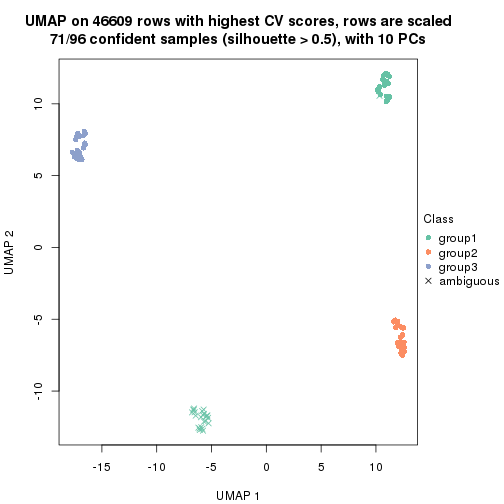 UMAP on 46609 rows with highest CV scores, rows are scaled
71/96 confident samples (silhouette > 0.5), with 10 PCs
10
5
0
-5
-10
UMAP 2
-15
-10
-5
0
5
10
UMAP 1
Class
group1
group2
group3
ambiguous